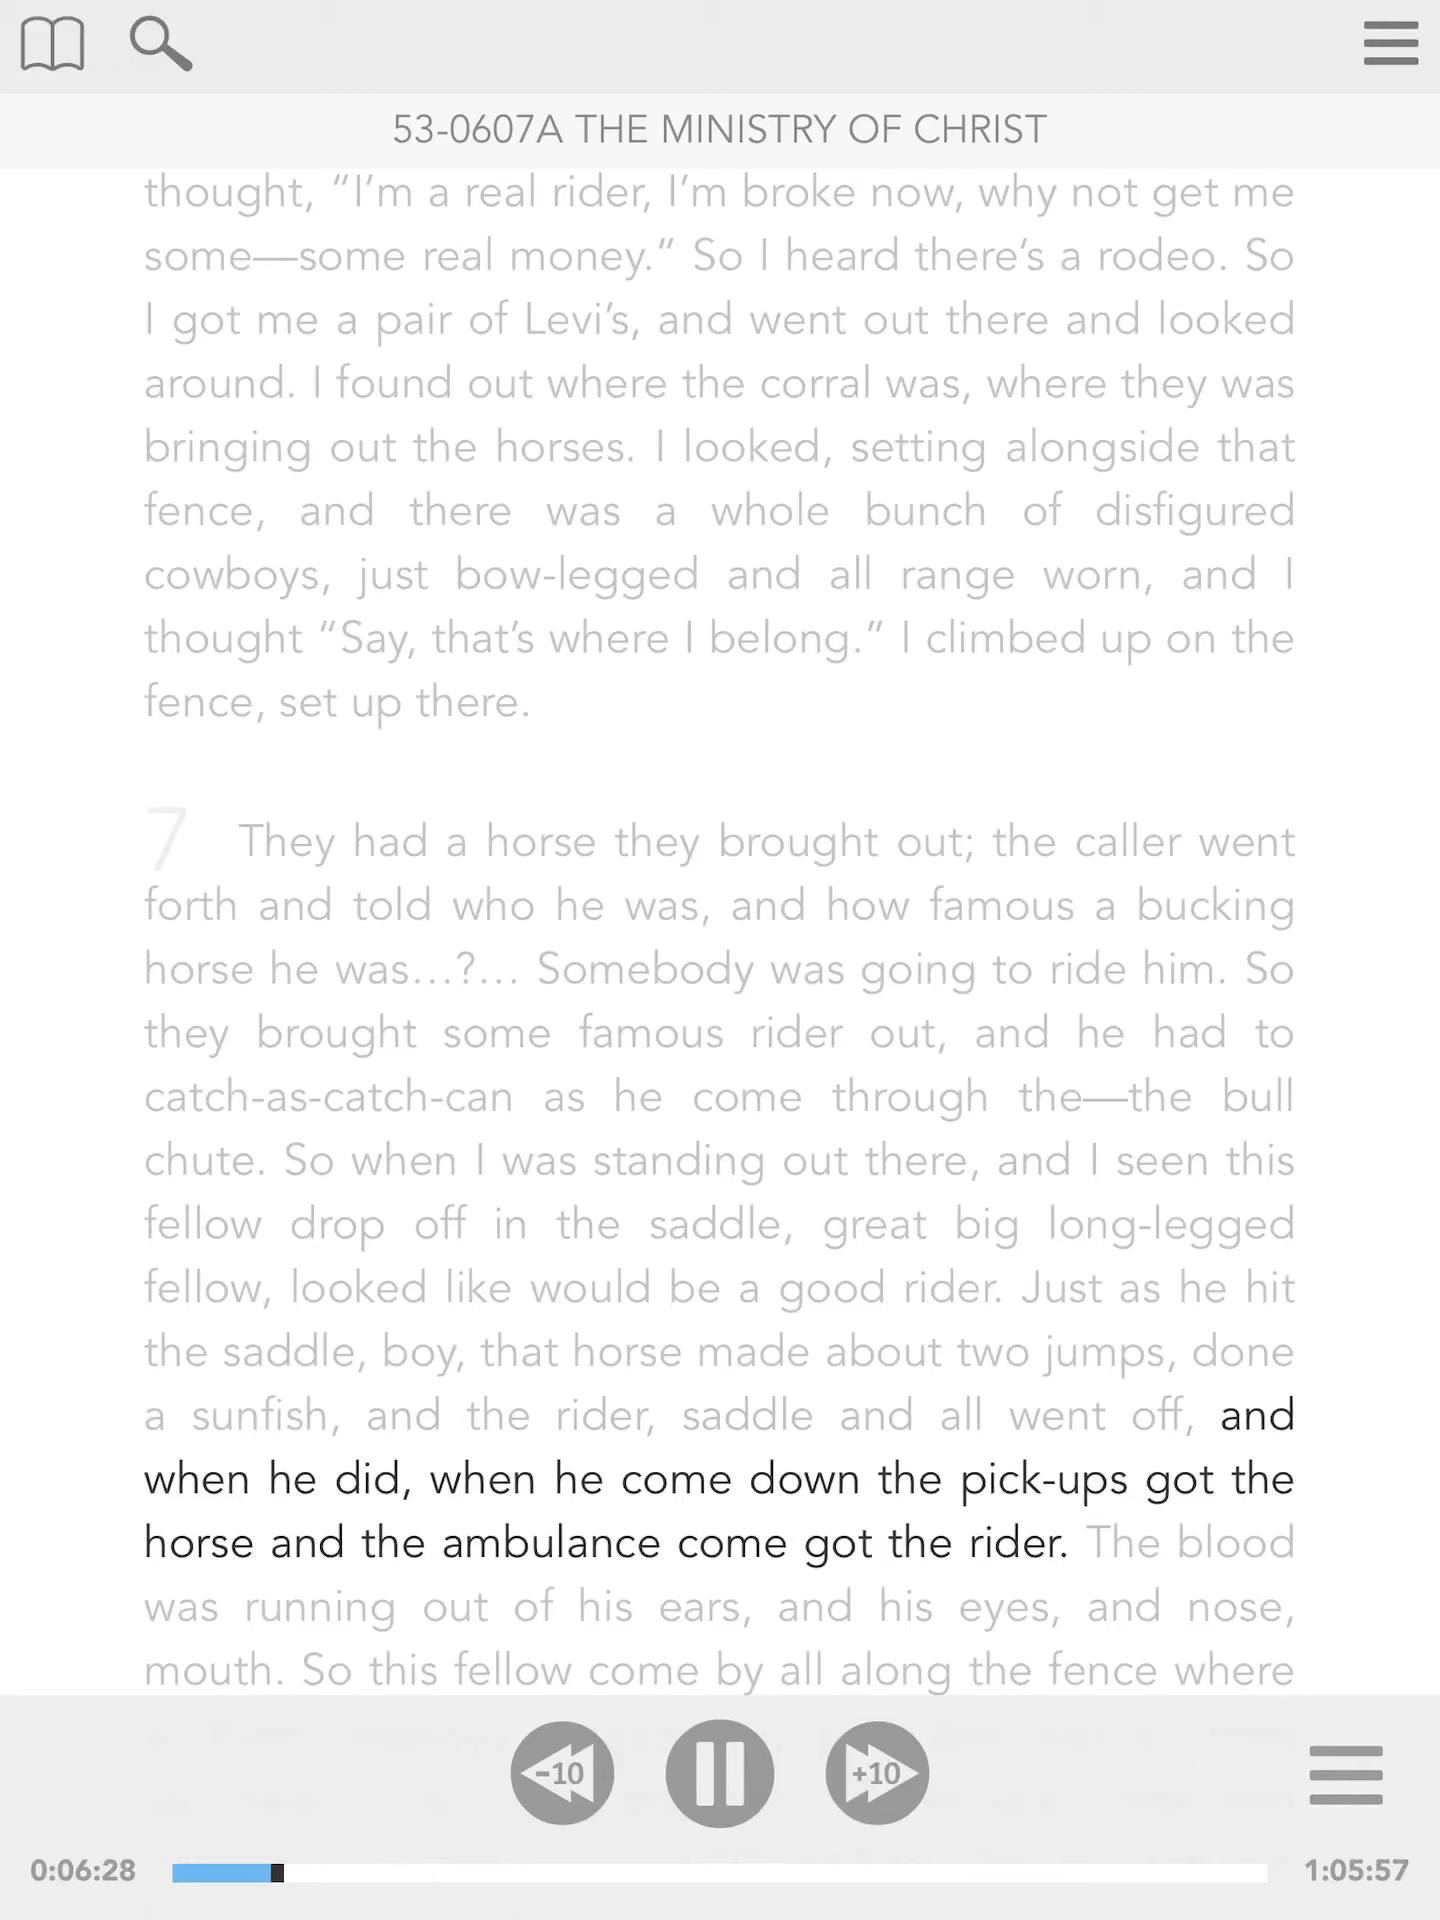 53-0607A THE MINISTRY OF CHRIST
thought, “I’m a real rider, I’m broke now, why not get me
some—some real money.” So I heard there’s a rodeo. So
I got me a pair of Levi’s, and went out there and looked
around. I found out where the corral was, where they was
bringing out the horses. I looked, setting alongside that
fence, and there was a whole bunch of disfigured
cowboys, just bow-legged and all range worn, and I
thought “Say, that’s where I belong.” I climbed up on the
fence, set up there.
7 They had a horse they brought out; the caller went
forth and told who he was, and how famous a bucking
horse he was…?… Somebody was going to ride him. So
they brought some famous rider out, and he had to
catch-as-catch-can as he come through the—the bull
chute. So when I was standing out there, and I seen this
fellow drop off in the saddle, great big long-legged
fellow, looked like would be a good rider. Just as he hit
the saddle, boy, that horse made about two jumps, done
a sunfish, and the rider, saddle and all went off, and
when he did, when he come down the pick-ups got the
horse and the ambulance come got the rider. The blood
was running out of his ears, and his eyes, and nose,
mouth. So this fellow come by all along the fence where
-10 +10
0:06:28 1:05:57